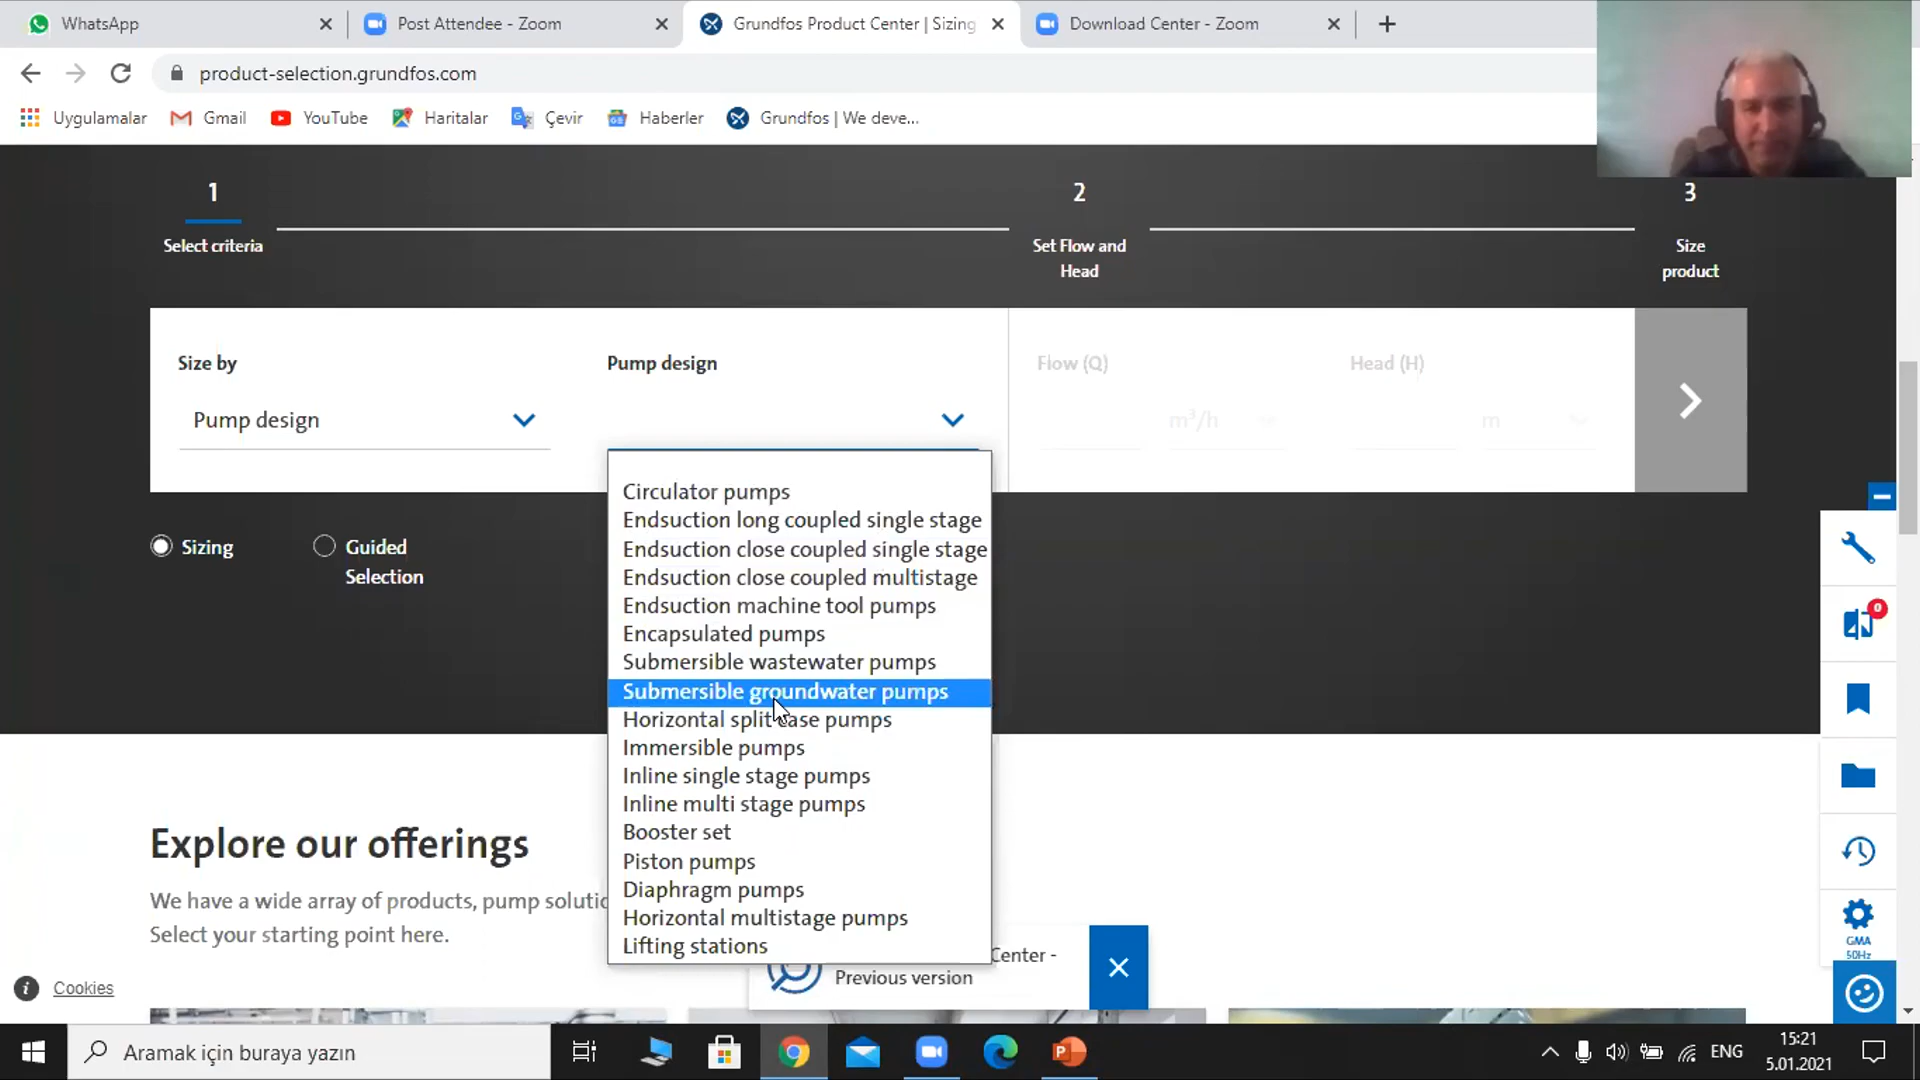 WhatsApp
Post Attendee - Zoom
Grundfos Product Center | Sizing
Download Center - Zoom
product-selection.grundfos.com
Uygulamalar
Gmail
YouTube
Haritalar
Çevir
Haberler
Grundfos | We deve...
1
2
3
Select criteria
Set Flow and
Head
Size
product
Size by
Pump design
Flow (Q)
Head (H)
Pump design
m³/h
m
Circulator pumps
Endsuction long coupled single stage
Endsuction close coupled single stage
Endsuction close coupled multistage
Endsuction machine tool pumps
Encapsulated pumps
Submersible wastewater pumps
Submersible groundwater pumps
Horizontal split case pumps
Immersible pumps
Inline single stage pumps
Inline multi stage pumps
Booster set
Piston pumps
Diaphragm pumps
Horizontal multistage pumps
Lifting stations
Sizing
Guided
Selection
0
GMA
50Hz
Explore our offerings
We have a wide array of products, pump solutio
Select your starting point here.
Center -
Previous version
Cookies
Aramak için buraya yazın
ENG
15:21
5.01.2021